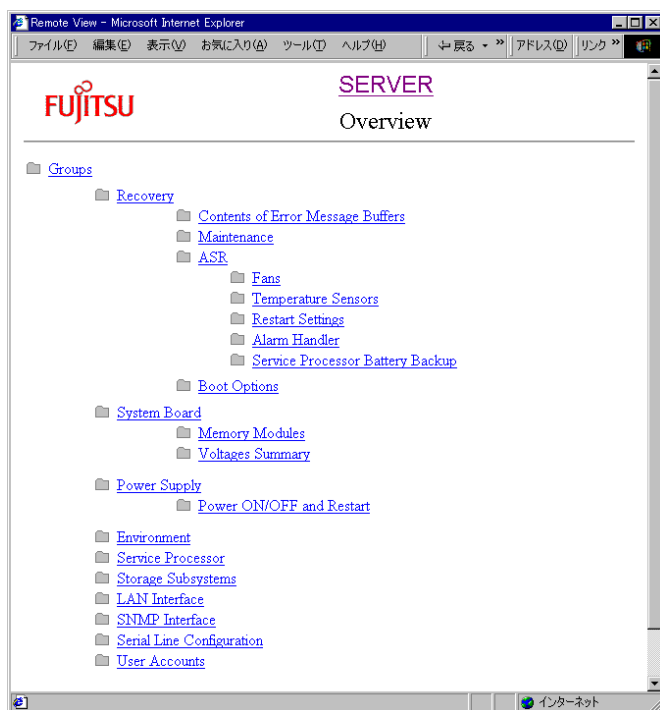 Remote View - Microsoft Internet Explorer
ファイル(F) 編集(E) 表示(V) お気に入り(A) ツール(T) ヘルプ(H) 戻る » アドレス(D) リンク »
FUJITSU
SERVER
Overview
Groups
Recovery
Contents of Error Message Buffers
Maintenance
ASR
Fans
Temperature Sensors
Restart Settings
Alarm Handler
Service Processor Battery Backup
Boot Options
System Board
Memory Modules
Voltages Summary
Power Supply
Power ON/OFF and Restart
Environment
Service Processor
Storage Subsystems
LAN Interface
SNMP Interface
Serial Line Configuration
User Accounts
インターネット